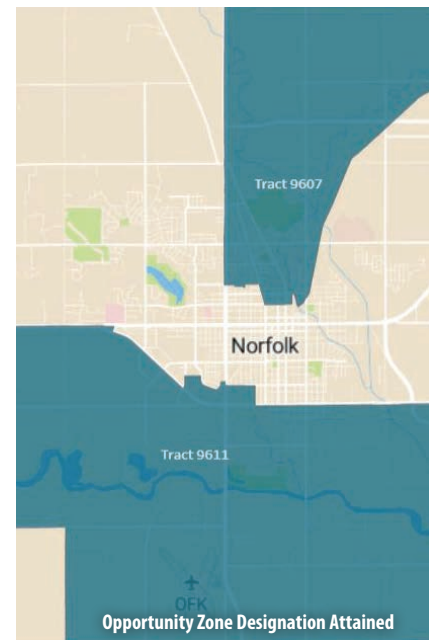 Tract 9607
Norfolk
Tract 9611
OFK
Opportunity Zone Designation Attained